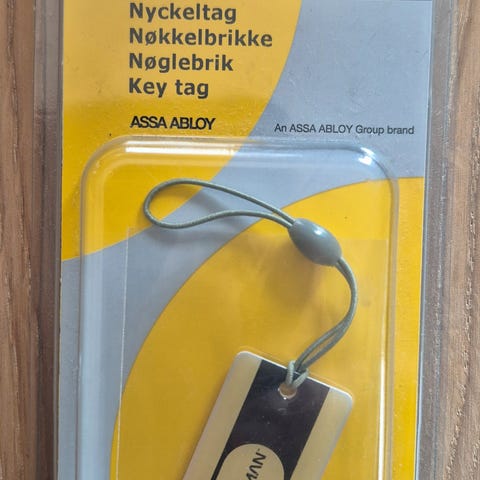 Nyckeltag
Nøkkelbrikke
Nøglebrik
Key tag
ASSA ABLOY
An ASSA ABLOY Group brand